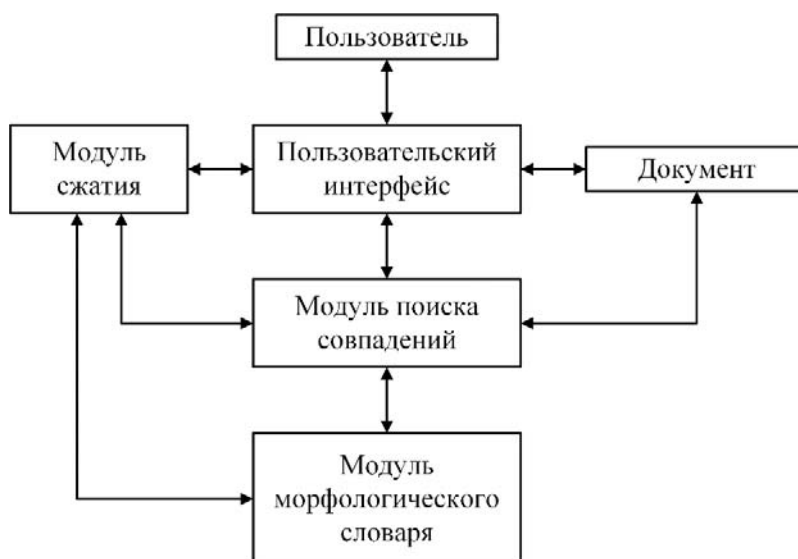 Пользователь
Модуль
сжатия
Пользовательский
интерфейс
Документ
Модуль поиска
совпадений
Модуль
морфологического
словаря